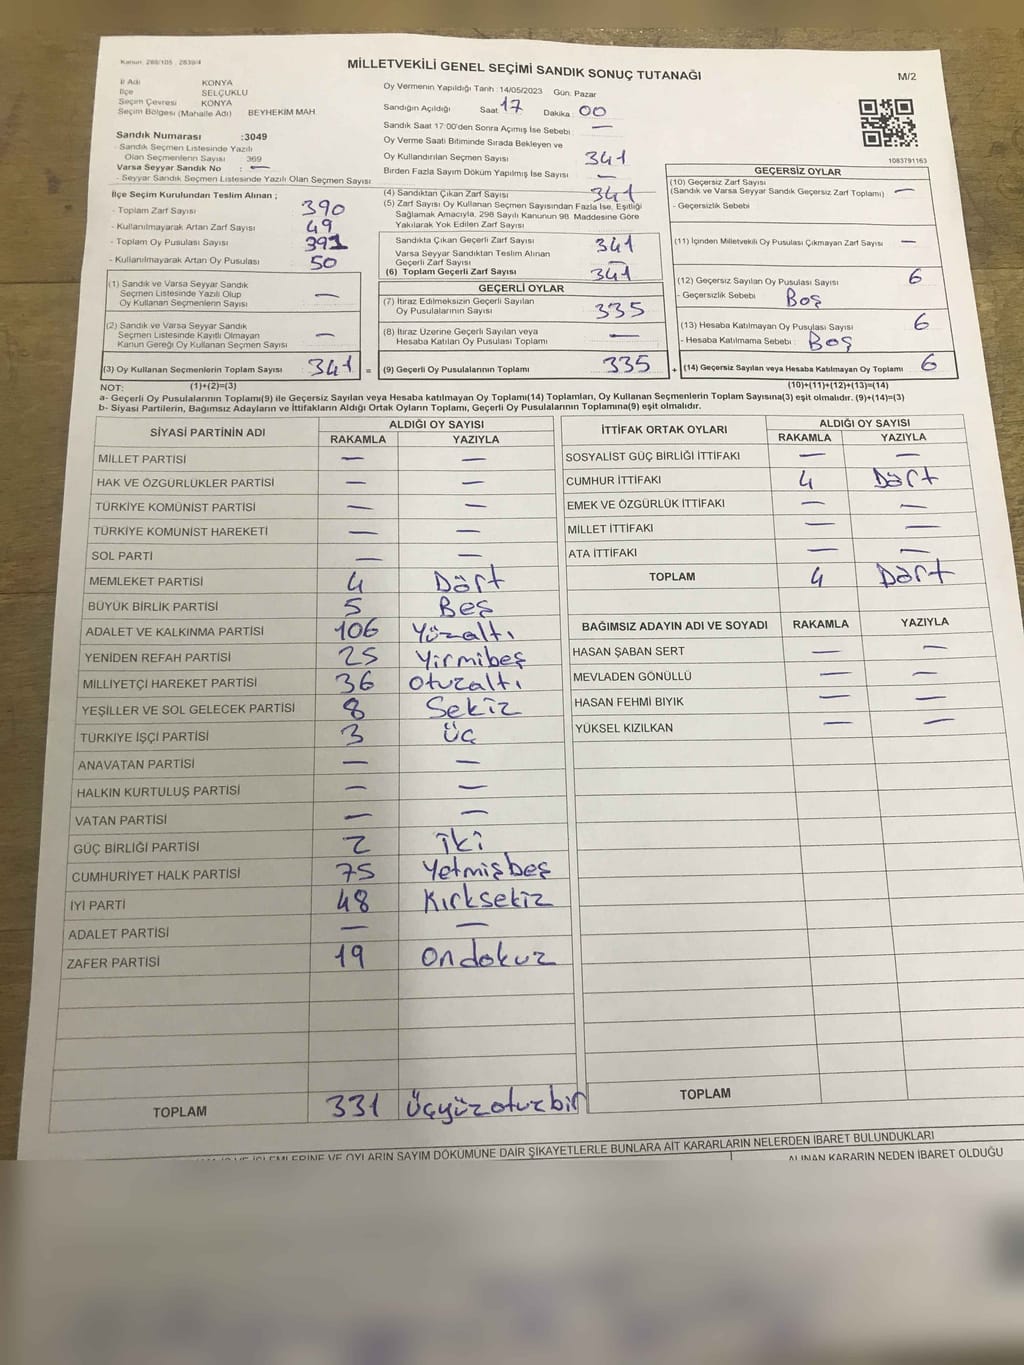 Kanun: 298/105 , 2839/4
MİLLETVEKİLİ GENEL SEÇİMİ SANDIK SONUÇ TUTANAĞI
M/2
İl Adı KONYA
İlçe SELÇUKLU
Seçim Çevresi KONYA
Seçim Bölgesi (Mahalle Adı) BEYHEKİM MAH.
Sandık Numarası :3049
- Sandık Seçmen Listesinde Yazılı
Olan Seçmenlerin Sayısı 369
Varsa Seyyar Sandık No : —
- Seyyar Sandık Seçmen Listesinde Yazılı Olan Seçmen Sayısı
Oy Vermenin Yapıldığı Tarih :14/05/2023 Gün: Pazar
Sandığın Açıldığı Saat: 17 Dakika: 00
Sandık Saat 17:00'den Sonra Açımış İse Sebebi: —
Oy Verme Saati Bitiminde Sırada Bekleyen ve
Oy Kullandırılan Seçmen Sayısı 341
Birden Fazla Sayım Döküm Yapılmış İse Sayısı —
1083791163
İlçe Seçim Kurulundan Teslim Alınan ;
- Toplam Zarf Sayısı 390
- Kullanılmayarak Artan Zarf Sayısı 49
- Toplam Oy Pusulası Sayısı 391
- Kullanılmayarak Artan Oy Pusulası 50
(1) Sandık ve Varsa Seyyar Sandık
Seçmen Listesinde Yazılı Olup
Oy Kullanan Seçmenlerin Sayısı —
(2) Sandık ve Varsa Seyyar Sandık
Seçmen Listesinde Kayıtlı Olmayan
Kanun Gereği Oy Kullanan Seçmen Sayısı —
(3) Oy Kullanan Seçmenlerin Toplam Sayısı 341 =
(4) Sandıktan Çıkan Zarf Sayısı 341
(5) Zarf Sayısı Oy Kullanan Seçmen Sayısından Fazla İse, Eşitliği
Sağlamak Amacıyla, 298 Sayılı Kanunun 98. Maddesine Göre
Yakılarak Yok Edilen Zarf Sayısı
Sandıkta Çıkan Geçerli Zarf Sayısı 341
Varsa Seyyar Sandıktan Teslim Alınan
Geçerli Zarf Sayısı —
(6) Toplam Geçerli Zarf Sayısı 341
GEÇERLİ OYLAR
(7) İtiraz Edilmeksizin Geçerli Sayılan
Oy Pusulalarının Sayısı 335
(8) İtiraz Üzerine Geçerli Sayılan veya
Hesaba Katılan Oy Pusulası Toplamı —
(9) Geçerli Oy Pusulalarının Toplamı 335 +
GEÇERSİZ OYLAR
(10) Geçersiz Zarf Sayısı
(Sandık ve Varsa Seyyar Sandık Geçersiz Zarf Toplamı) —
- Geçersizlik Sebebi
(11) İçinden Milletvekili Oy Pusulası Çıkmayan Zarf Sayısı —
(12) Geçersiz Sayılan Oy Pusulası Sayısı 6
- Geçersizlik Sebebi Boş
(13) Hesaba Katılmayan Oy Pusulası Sayısı 6
- Hesaba Katılmama Sebebi : Boş
(14) Geçersiz Sayılan veya Hesaba Katılmayan Oy Toplamı 6
NOT: (1)+(2)=(3) (10)+(11)+(12)+(13)=(14)
a- Geçerli Oy Pusulalarının Toplamı(9) ile Geçersiz Sayılan veya Hesaba katılmayan Oy Toplamı(14) Toplamları, Oy Kullanan Seçmenlerin Toplam Sayısına(3) eşit olmalıdır. (9)+(14)=(3)
b- Siyasi Partilerin, Bağımsız Adayların ve İttifakların Aldığı Ortak Oyların Toplamı, Geçerli Oy Pusulalarının Toplamına(9) eşit olmalıdır.
SİYASİ PARTİNİN ADI ALDIĞI OY SAYISI
RAKAMLA YAZIYLA
MİLLET PARTİSİ — —
HAK VE ÖZGÜRLÜKLER PARTİSİ — —
TÜRKİYE KOMÜNİST PARTİSİ — —
TÜRKİYE KOMÜNİST HAREKETİ — —
SOL PARTİ — —
MEMLEKET PARTİSİ 4 Dört
BÜYÜK BİRLİK PARTİSİ 5 Beş
ADALET VE KALKINMA PARTİSİ 106 Yüzaltı
YENİDEN REFAH PARTİSİ 25 Yirmibeş
MİLLİYETÇİ HAREKET PARTİSİ 36 Otuzaltı
YEŞİLLER VE SOL GELECEK PARTİSİ 8 Sekiz
TÜRKİYE İŞÇİ PARTİSİ 3 Üç
ANAVATAN PARTİSİ — —
HALKIN KURTULUŞ PARTİSİ — —
VATAN PARTİSİ — —
GÜÇ BİRLİĞİ PARTİSİ 2 İki
CUMHURİYET HALK PARTİSİ 75 Yetmişbeş
İYİ PARTİ 48 Kırksekiz
ADALET PARTİSİ — —
ZAFER PARTİSİ 19 Ondokuz
TOPLAM 331 Üçyüzotuzbir
İTTİFAK ORTAK OYLARI ALDIĞI OY SAYISI
RAKAMLA YAZIYLA
SOSYALİST GÜÇ BİRLİĞİ İTTİFAKI — —
CUMHUR İTTİFAKI 4 Dört
EMEK VE ÖZGÜRLÜK İTTİFAKI — —
MİLLET İTTİFAKI — —
ATA İTTİFAKI — —
TOPLAM 4 Dört
BAĞIMSIZ ADAYIN ADI VE SOYADI RAKAMLA YAZIYLA
HASAN ŞABAN SERT — —
MEVLADEN GÖNÜLLÜ — —
HASAN FEHMİ BIYIK — —
YÜKSEL KIZILKAN — —
TOPLAM
VE OYLARIN SAYIM DÖKÜMÜNE DAİR ŞİKAYETLERLE BUNLARA AİT KARARLARIN NELERDEN İBARET BULUNDUKLARI
ALINAN KARARIN NEDEN İBARET OLDUĞU